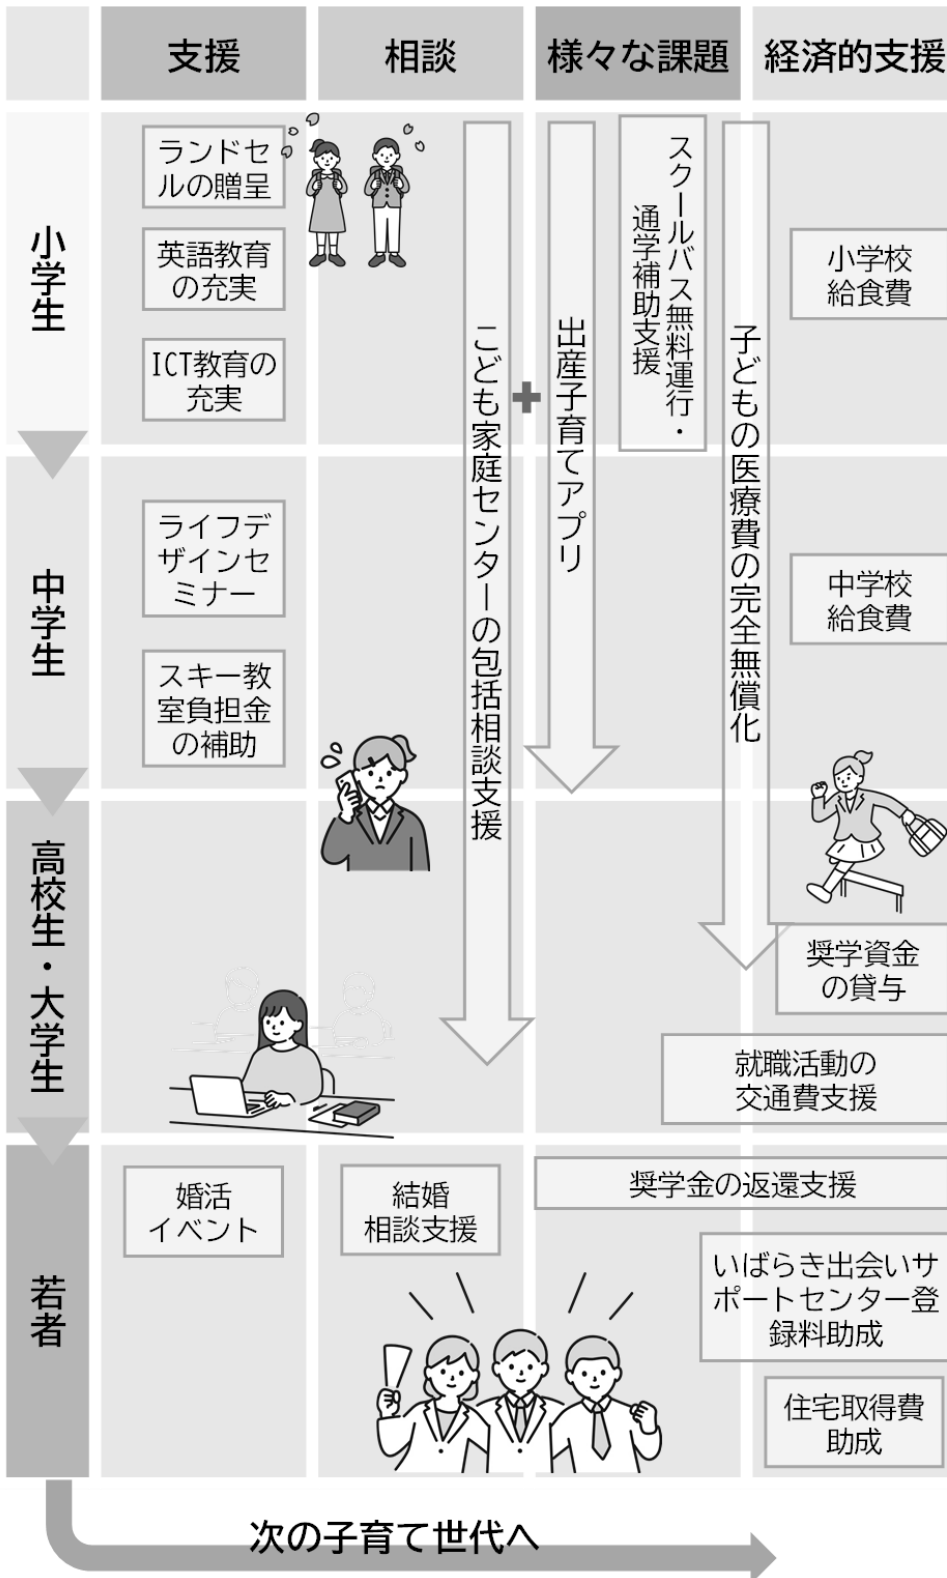 支援
相談
様々な課題
経済的支援
小学生
ランドセ
ルの贈呈
英語教育
の充実
ICT教育の
充実
こども家庭センターの包括相談支援
+
出産子育てアプリ
スクールバス無料運行・
通学補助支援
子どもの医療費の完全無償化
小学校
給食費
中学生
ライフデ
ザインセ
ミナー
スキー教
室負担金
の補助
中学校
給食費
高校生・大学生
奨学資金
の貸与
就職活動の
交通費支援
若者
婚活
イベント
結婚
相談支援
奨学金の返還支援
いばらき出会いサ
ポートセンター登
録料助成
住宅取得費
助成
次の子育て世代へ